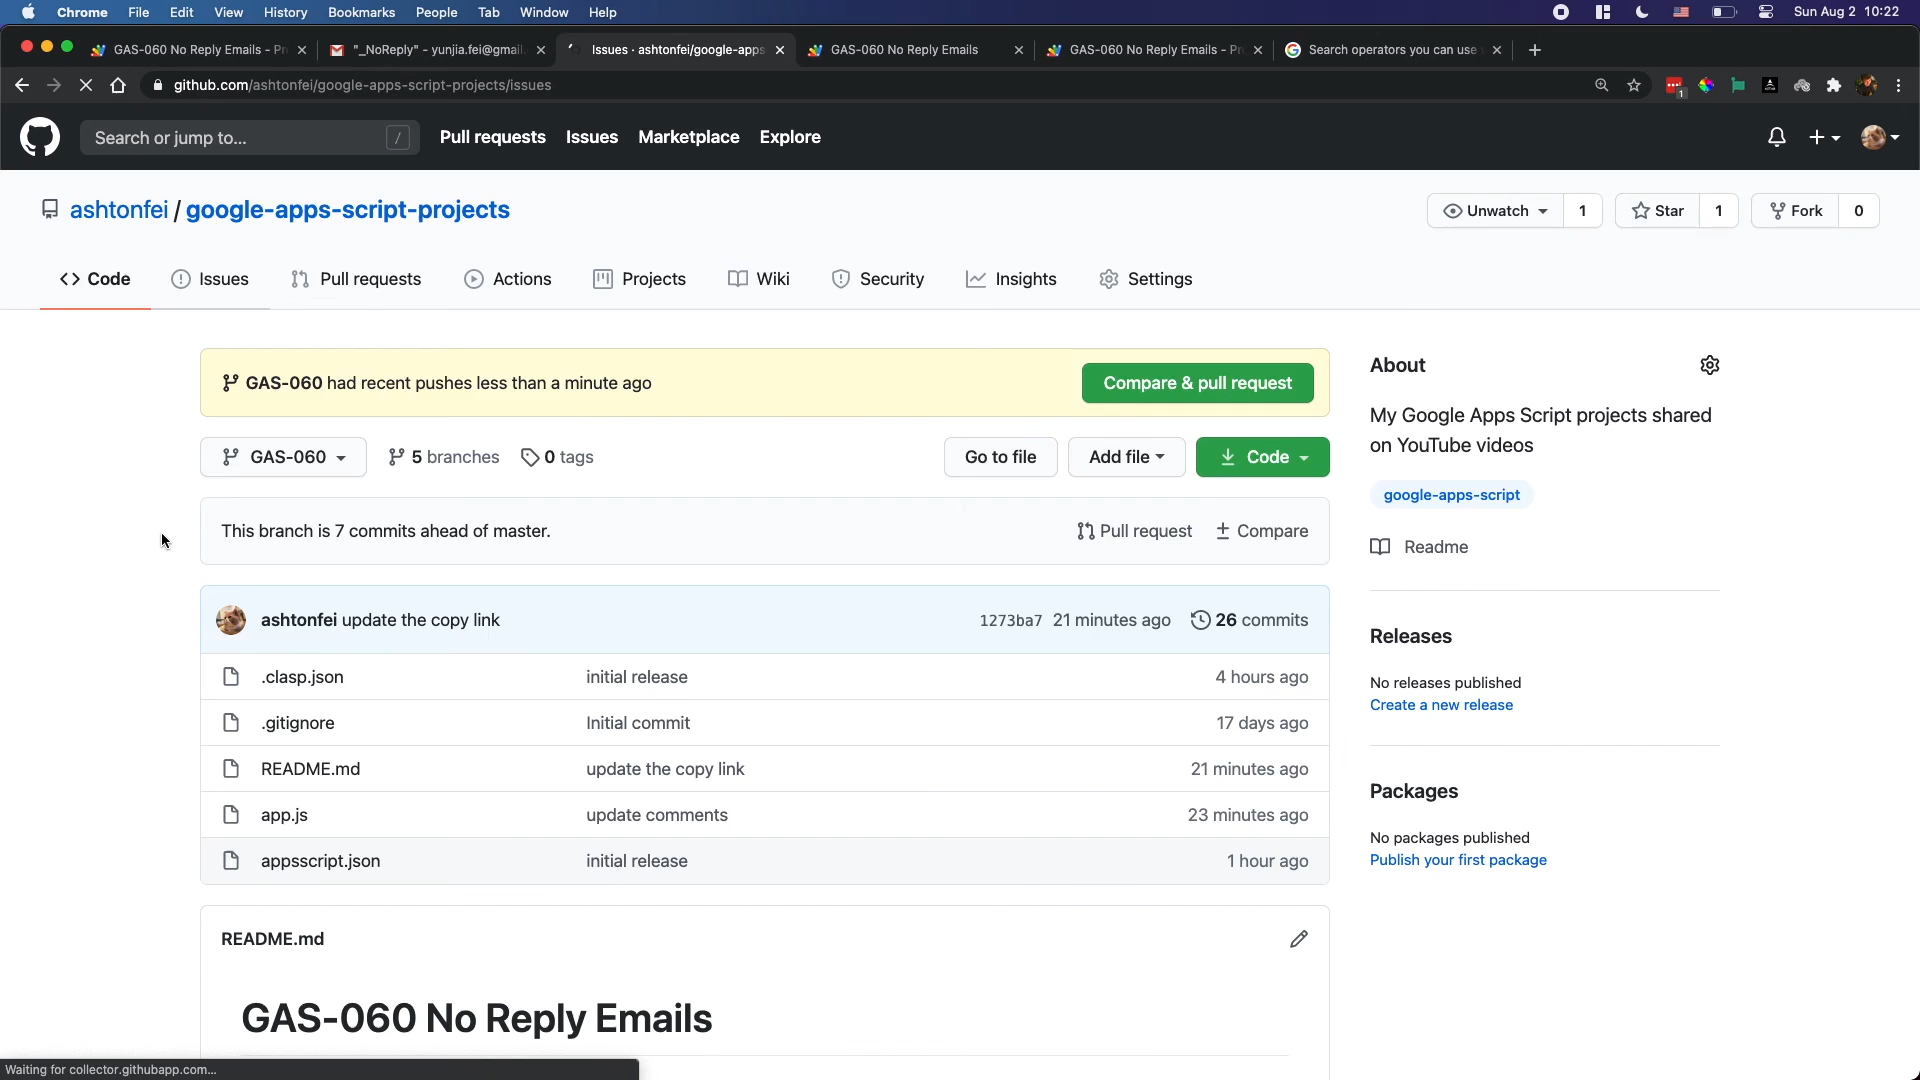 Chrome File Edit View History Bookmarks People Tab Window Help Sun Aug 2 10:22
GAS-060 No Reply Emails - Pr "_NoReply" - yunjia.fei@gmail. Issues · ashtonfei/google-apps GAS-060 No Reply Emails GAS-060 No Reply Emails - Pr Search operators you can use
github.com/ashtonfei/google-apps-script-projects/issues 1
Search or jump to... / Pull requests Issues Marketplace Explore
ashtonfei / google-apps-script-projects Unwatch 1 Star 1 Fork 0
Code Issues Pull requests Actions Projects Wiki Security Insights Settings
GAS-060 had recent pushes less than a minute ago Compare & pull request
GAS-060 5 branches 0 tags Go to file Add file Code
This branch is 7 commits ahead of master. Pull request Compare
ashtonfei update the copy link 1273ba7 21 minutes ago 26 commits
.clasp.json initial release 4 hours ago
.gitignore Initial commit 17 days ago
README.md update the copy link 21 minutes ago
app.js update comments 23 minutes ago
appsscript.json initial release 1 hour ago
README.md
GAS-060 No Reply Emails
About
My Google Apps Script projects shared
on YouTube videos
google-apps-script
Readme
Releases
No releases published
Create a new release
Packages
No packages published
Publish your first package
Waiting for collector.githubapp.com...